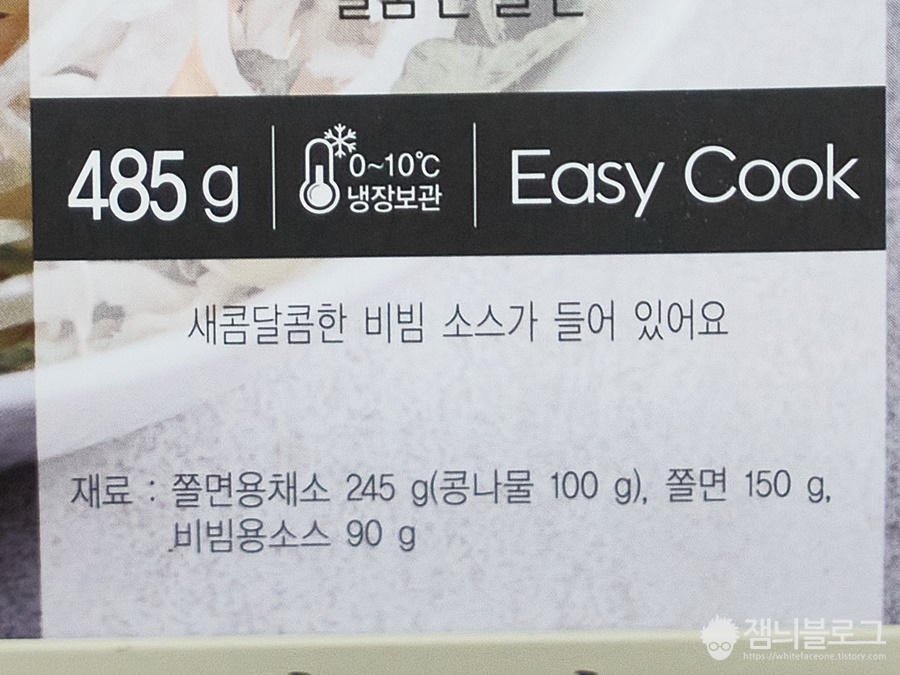 485 g
0~10℃
냉장보관
Easy Cook
새콤달콤한 비빔 소스가 들어 있어요
재료 : 쫄면용채소 245 g(콩나물 100 g), 쫄면 150 g,
비빔용소스 90 g
잼늬블로그
https://whitefaceone.tistory.com